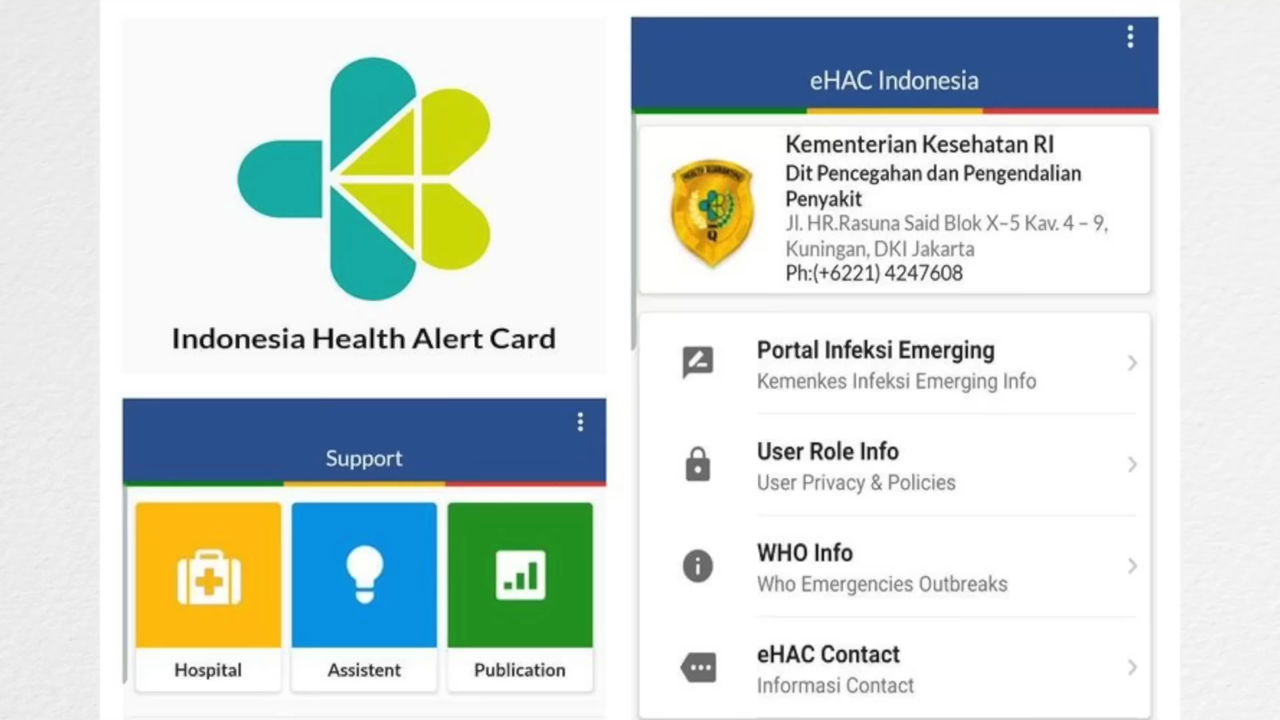 Indonesia Health Alert Card
Support
Hospital
Assistent
Publication
eHAC Indonesia
Kementerian Kesehatan RI
Dit Pencegahan dan Pengendalian
Penyakit
Jl. HR.Rasuna Said Blok X-5 Kav. 4 - 9,
Kuningan, DKI Jakarta
Ph:(+6221) 4247608
Portal Infeksi Emerging
Kemenkes Infeksi Emerging Info
User Role Info
User Privacy & Policies
WHO Info
Who Emergencies Outbreaks
eHAC Contact
Informasi Contact